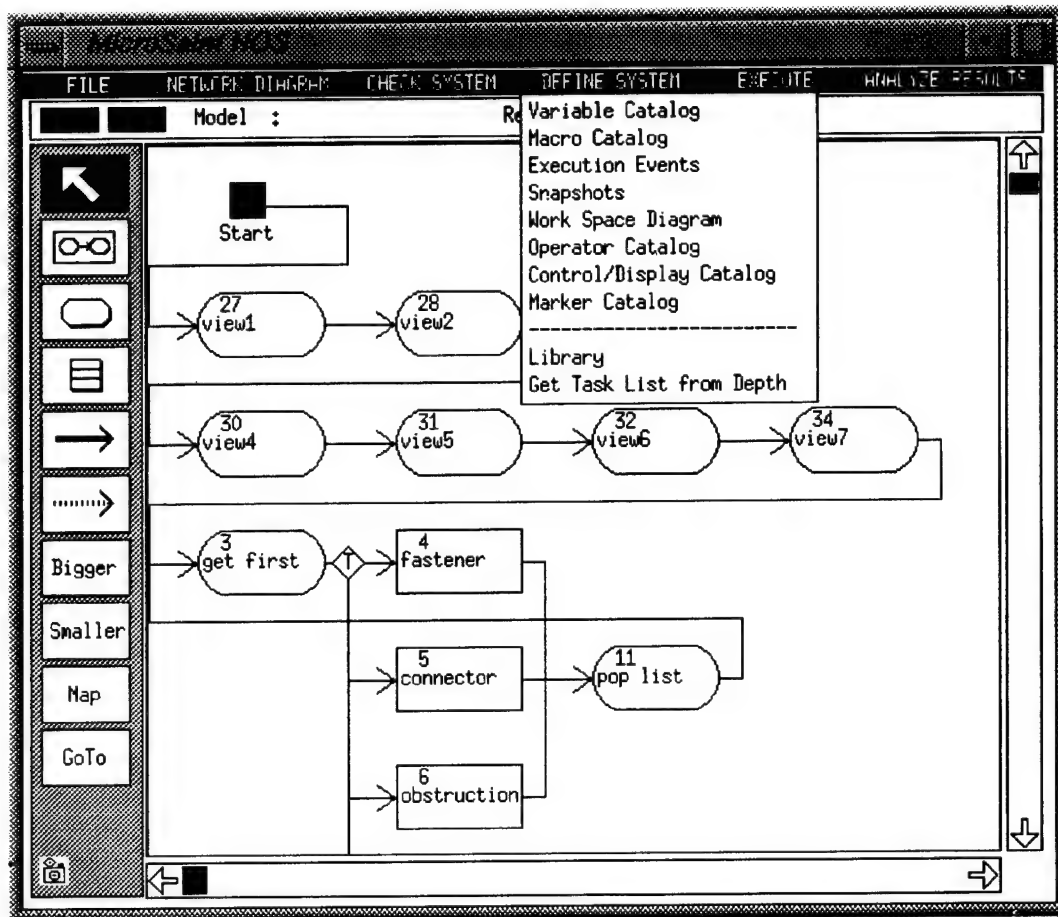 MicroSaint HOS
FILE NETWORK DIAGRAM CHECK SYSTEM DEFINE SYSTEM EXECUTE ANALYZE RESULTS
Model : Re
Variable Catalog
Macro Catalog
Execution Events
Snapshots
Work Space Diagram
Operator Catalog
Control/Display Catalog
Marker Catalog
----------------------------
Library
Get Task List from Depth
Start
27
view1
28
view2
30
view4
31
view5
32
view6
34
view7
3
get first
T
4
fastener
5
connector
11
pop list
6
obstruction
Bigger
Smaller
Map
GoTo